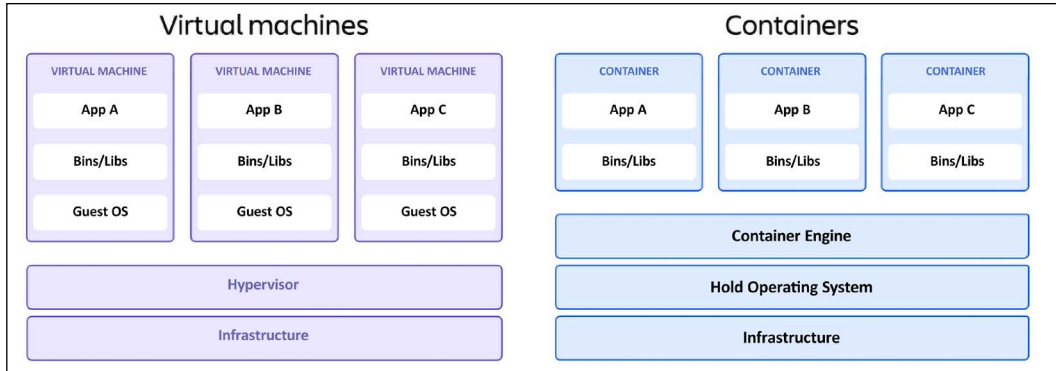 Virtual machines
VIRTUAL MACHINE
App A
Bins/Libs
Guest OS
VIRTUAL MACHINE
App B
Bins/Libs
Guest OS
VIRTUAL MACHINE
App C
Bins/Libs
Guest OS
Hypervisor
Infrastructure
Containers
CONTAINER
App A
Bins/Libs
CONTAINER
App B
Bins/Libs
CONTAINER
App C
Bins/Libs
Container Engine
Hold Operating System
Infrastructure